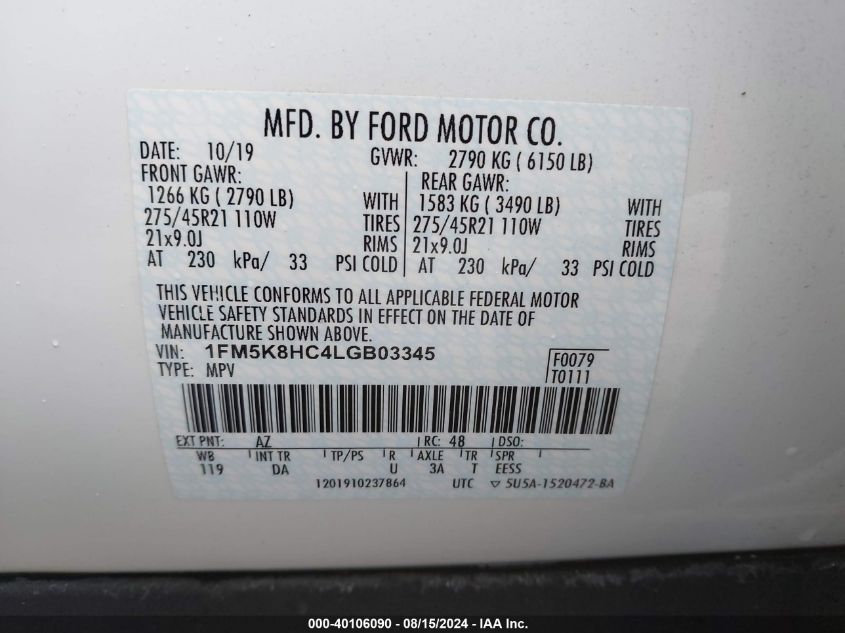 MFD. BY FORD MOTOR CO.
DATE: 10/19 GVWR: 2790 KG ( 6150 LB)
FRONT GAWR: REAR GAWR:
1266 KG ( 2790 LB) WITH 1583 KG ( 3490 LB) WITH
275/45R21 110W TIRES 275/45R21 110W TIRES
21x9.0J RIMS 21x9.0J RIMS
AT 230 kPa/ 33 PSI COLD AT 230 kPa/ 33 PSI COLD
THIS VEHICLE CONFORMS TO ALL APPLICABLE FEDERAL MOTOR
VEHICLE SAFETY STANDARDS IN EFFECT ON THE DATE OF
MANUFACTURE SHOWN ABOVE.
VIN: 1FM5K8HC4LGB03345 F0079
TYPE: MPV T0111
EXT PNT: AZ RC: 48 DSO:
WB INT TR TP/PS R AXLE TR SPR
119 DA U 3A T EESS
1201910237864 UTC ▽ 5U5A-1520472-BA
000-40106090 - 08/15/2024 - IAA Inc.